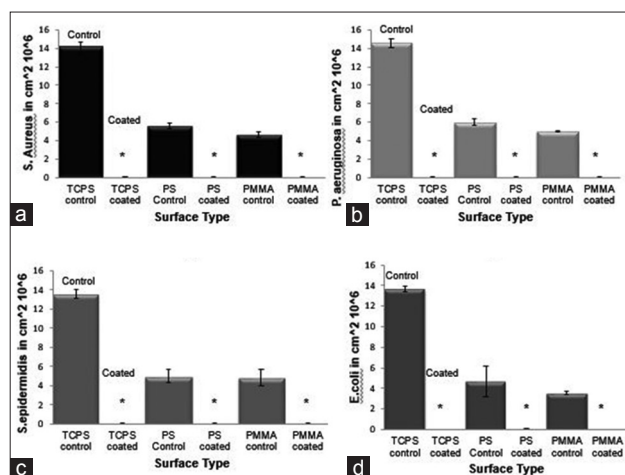 S. Aureus in cm^2 10^6
16
14
12
10
8
6
4
2
0
Control
Coated
*
*
*
TCPS control
TCPS coated
PS Control
PS coated
PMMA control
PMMA coated
Surface Type
a
P. aeruginosa in cm^2 10^6
16
14
12
10
8
6
4
2
0
Control
Coated
*
*
*
TCPS control
TCPS coated
PS Control
PS coated
PMMA control
PMMA coated
Surface Type
b
S.epidermidis in cm^2 10^6
16
14
12
10
8
6
4
2
0
Control
Coated
*
*
*
TCPS control
TCPS coated
PS Control
PS coated
PMMA control
PMMA coated
Surface Type
c
E.coli in cm^2 10^6
16
14
12
10
8
6
4
2
0
Control
Coated
*
*
*
TCPS control
TCPS coated
PS Control
PS coated
PMMA control
PMMA coated
Surface Type
d